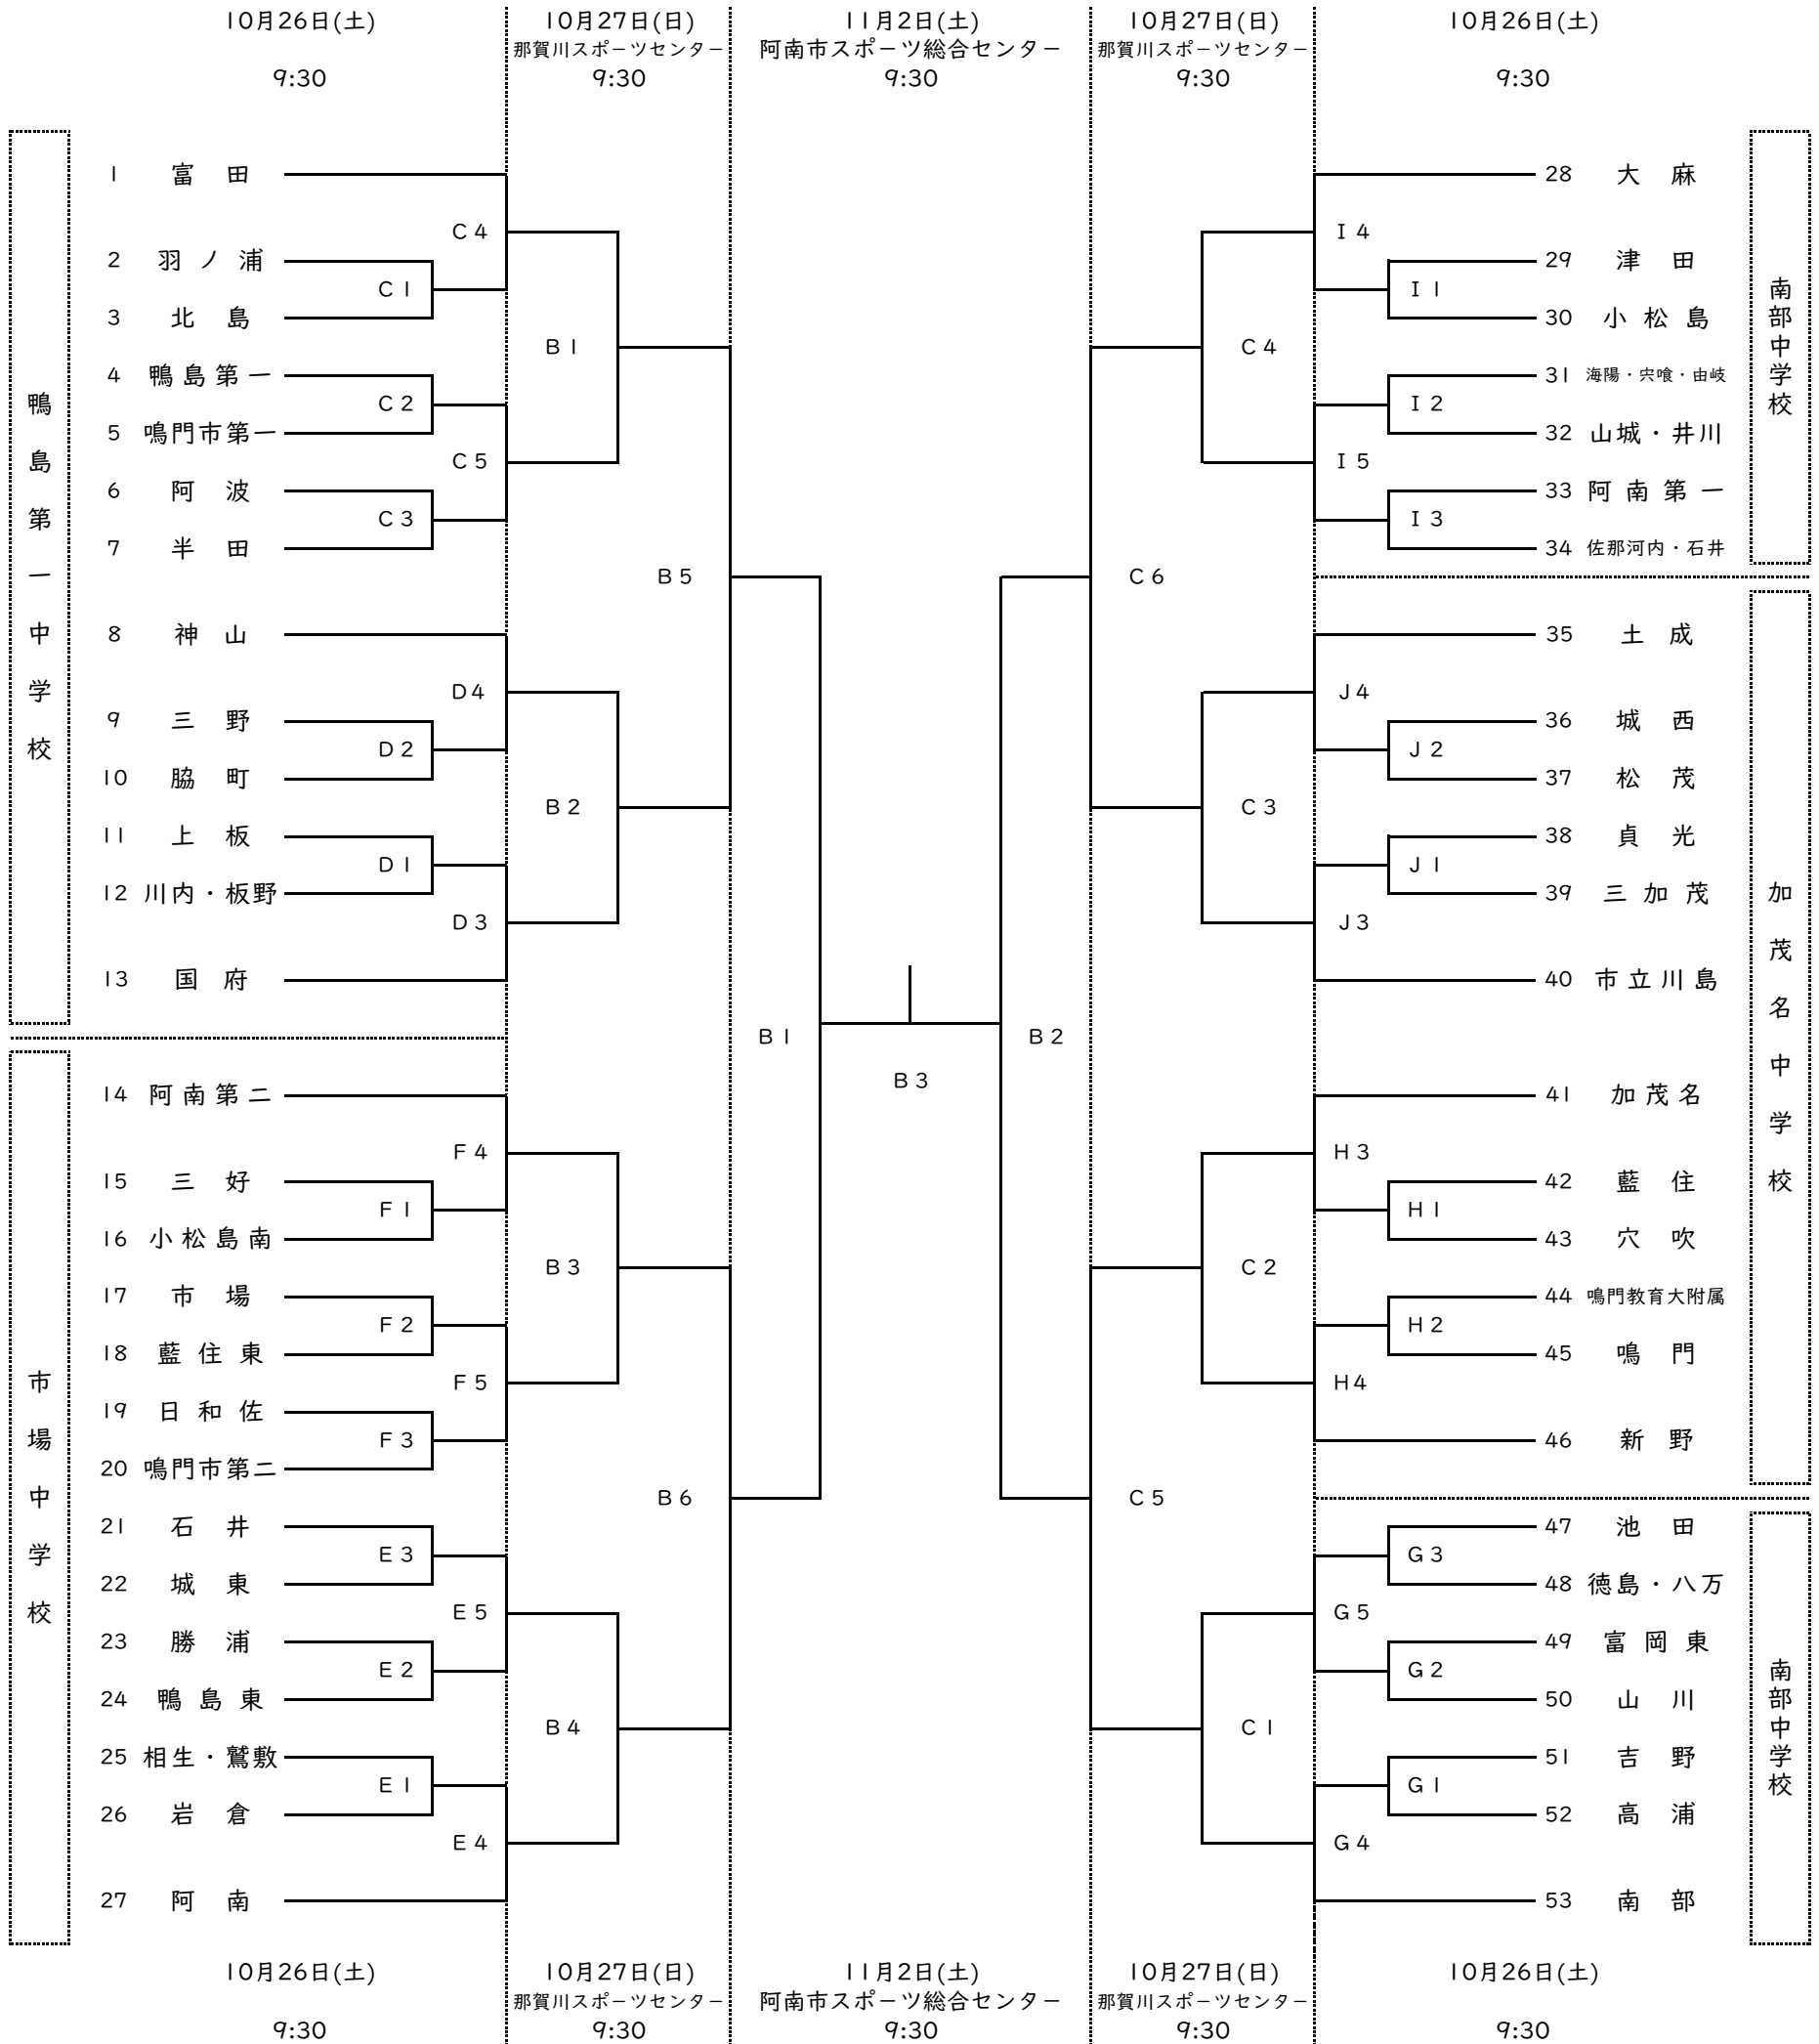 10月26日(土) 10月27日(日) 11月2日(土) 10月27日(日) 10月26日(土)
那賀川スポーツセンター 阿南市スポーツ総合センター 那賀川スポーツセンター
9:30 9:30 9:30 9:30 9:30
鴨島第一中学校
1 富田
C4
2 羽ノ浦
C1
3 北島
B1
4 鴨島第一
C2
5 鳴門市第一
C5
6 阿波
C3
7 半田
B5
8 神山
D4
9 三野
D2
10 脇町
B2
11 上板
D1
12 川内・板野
D3
13 国府
市場中学校
14 阿南第二
F4
15 三好
F1
16 小松島南
B3
17 市場
F2
18 藍住東
F5
19 日和佐
F3
20 鳴門市第二
B6
21 石井
E3
22 城東
E5
23 勝浦
E2
24 鴨島東
B4
25 相生・鷲敷
E1
26 岩倉
E4
27 阿南
B1
B3
B2
南部中学校
28 大麻
I4
29 津田
I1
30 小松島
C4
31 海陽・宍喰・由岐
I2
32 山城・井川
I5
33 阿南第一
I3
34 佐那河内・石井
C6
加茂名中学校
35 土成
J4
36 城西
J2
37 松茂
C3
38 貞光
J1
39 三加茂
J3
40 市立川島
41 加茂名
H3
42 藍住
H1
43 穴吹
C2
44 鳴門教育大附属
H2
45 鳴門
H4
46 新野
C5
南部中学校
47 池田
G3
48 徳島・八万
G5
49 富岡東
G2
50 山川
C1
51 吉野
G1
52 高浦
G4
53 南部
10月26日(土) 10月27日(日) 11月2日(土) 10月27日(日) 10月26日(土)
那賀川スポーツセンター 阿南市スポーツ総合センター 那賀川スポーツセンター
9:30 9:30 9:30 9:30 9:30